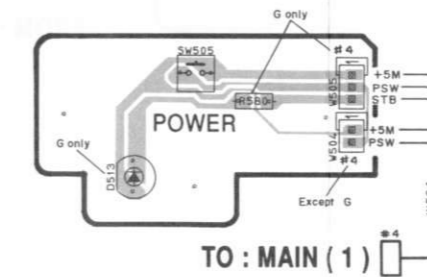 G only
#4
SW505
+5M
PSW
STB
W505
R580
POWER
+5M
PSW
W504
#4
G only
D513
Except G
#4
TO : MAIN ( 1 )